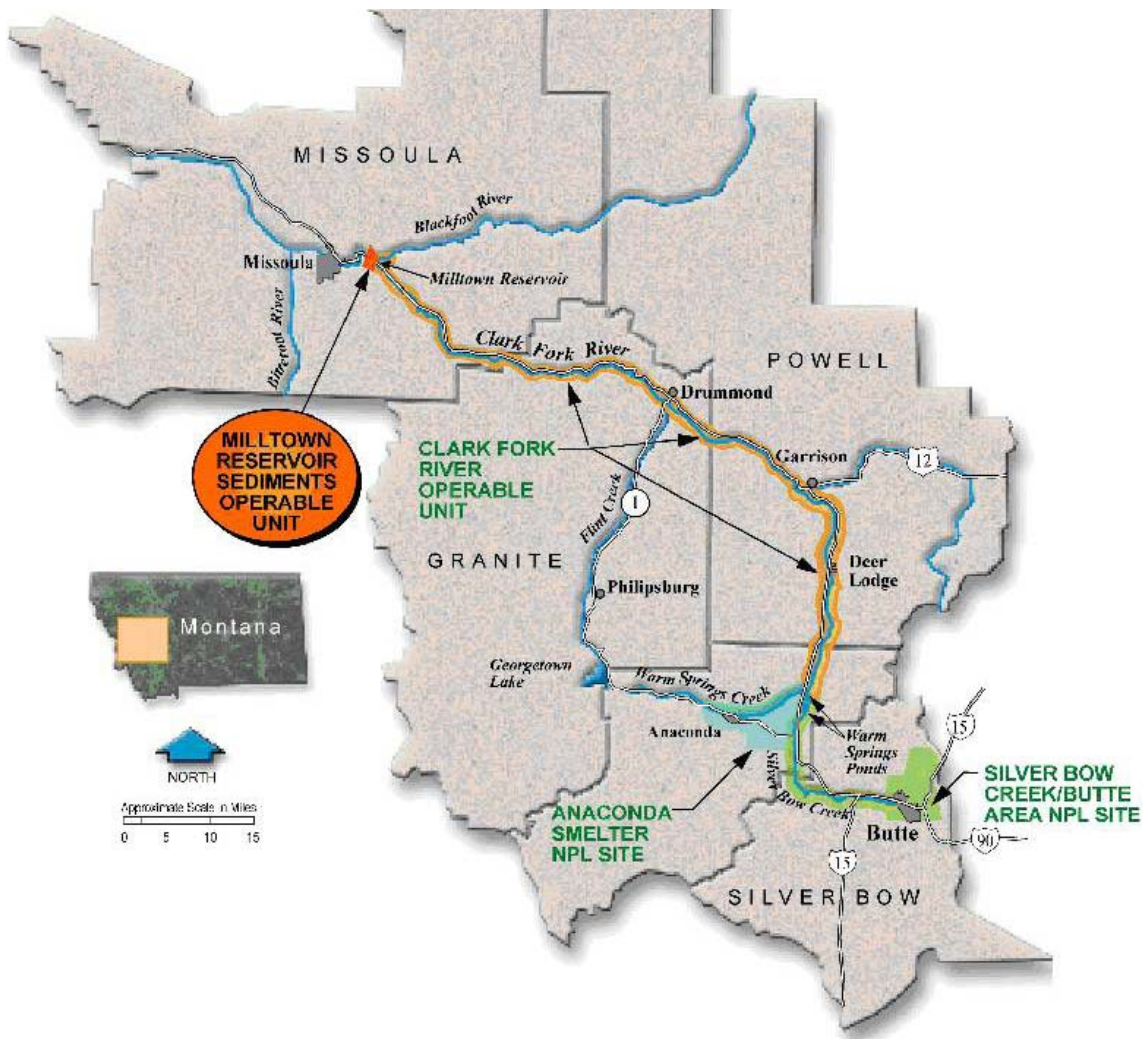 MISSOULA
Blackfoot River
Missoula
Milltown Reservoir
Bitteroot River
Clark Fork River
POWELL
Drummond
MILLTOWN
RESERVOIR
SEDIMENTS
OPERABLE
UNIT
CLARK FORK
RIVER
OPERABLE
UNIT
Garrison
12
1
Flint Creek
GRANITE
Deer
Lodge
Philipsburg
Montana
Georgetown
Lake
Warm Springs Creek
Anaconda
Warm
Springs
Ponds
15
NORTH
Silver Bow Creek
SILVER BOW
CREEK/BUTTE
AREA NPL SITE
Approximate Scale in Miles
0 5 10 15
ANACONDA
SMELTER
NPL SITE
Butte
90
15
SILVER BOW